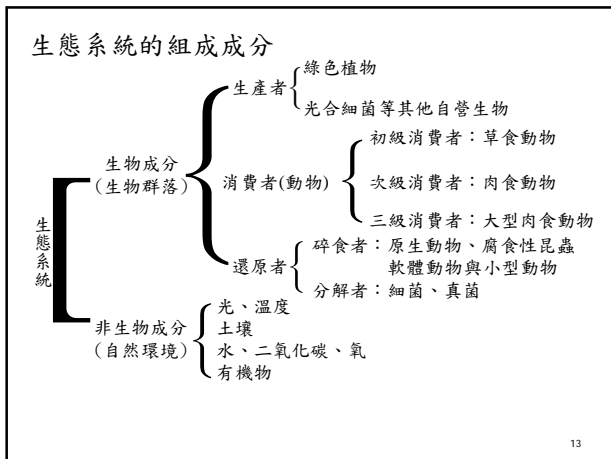 生態系統的組成成分
生態系統
生物成分
(生物群落)
生產者
綠色植物
光合細菌等其他自營生物
消費者(動物)
初級消費者：草食動物
次級消費者：肉食動物
三級消費者：大型肉食動物
還原者
碎食者：原生動物、腐食性昆蟲
軟體動物與小型動物
分解者：細菌、真菌
非生物成分
(自然環境)
光、溫度
土壤
水、二氧化碳、氧
有機物
13